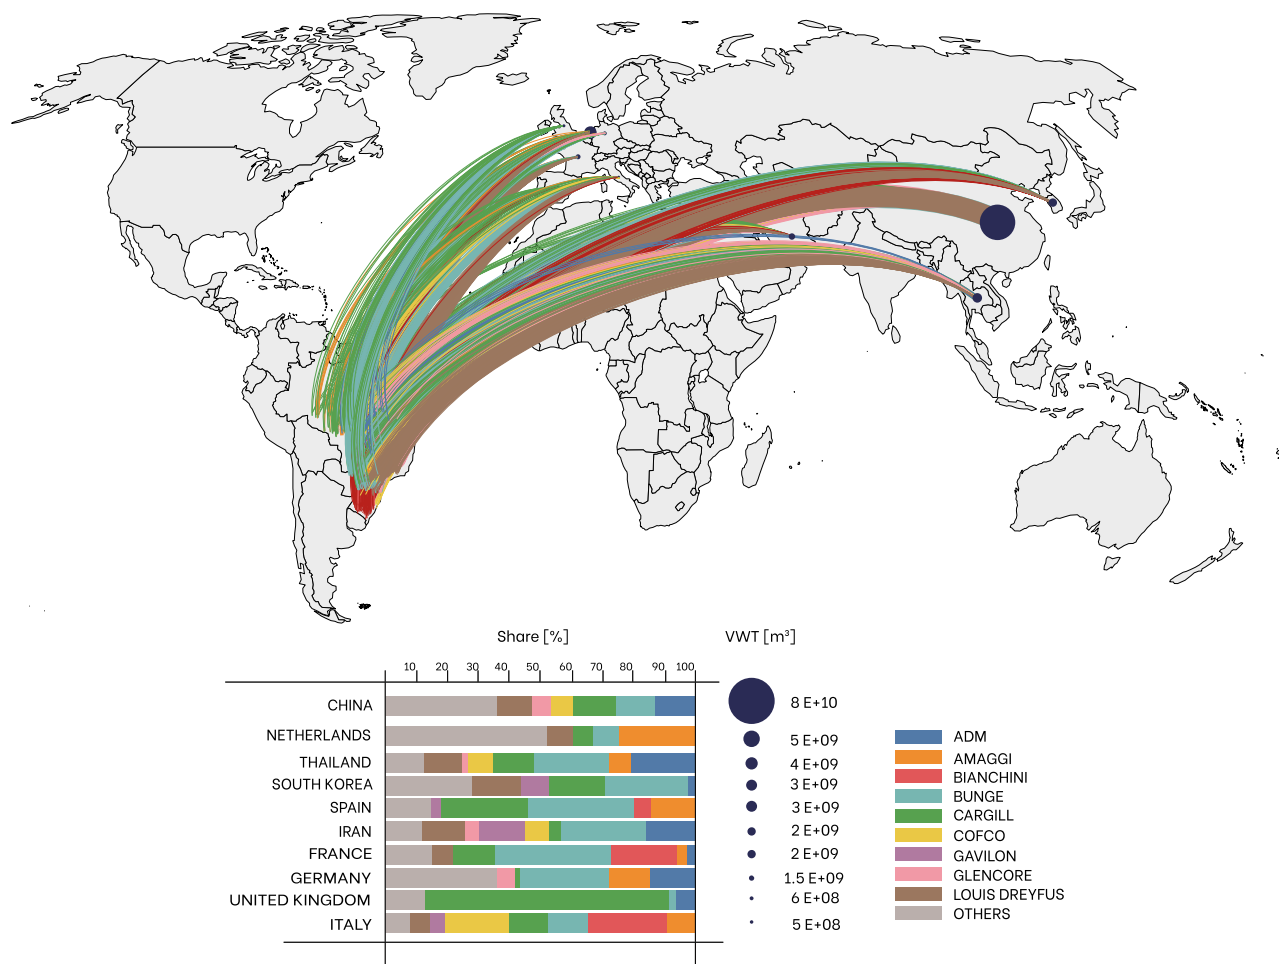 Share [%] VWT [m³]
10 20 30 40 50 60 70 80 90 100
CHINA 8 E+10
NETHERLANDS 5 E+09
THAILAND 4 E+09
SOUTH KOREA 3 E+09
SPAIN 3 E+09
IRAN 2 E+09
FRANCE 2 E+09
GERMANY 1.5 E+09
UNITED KINGDOM 6 E+08
ITALY 5 E+08
ADM
AMAGGI
BIANCHINI
BUNGE
CARGILL
COFCO
GAVILON
GLENCORE
LOUIS DREYFUS
OTHERS